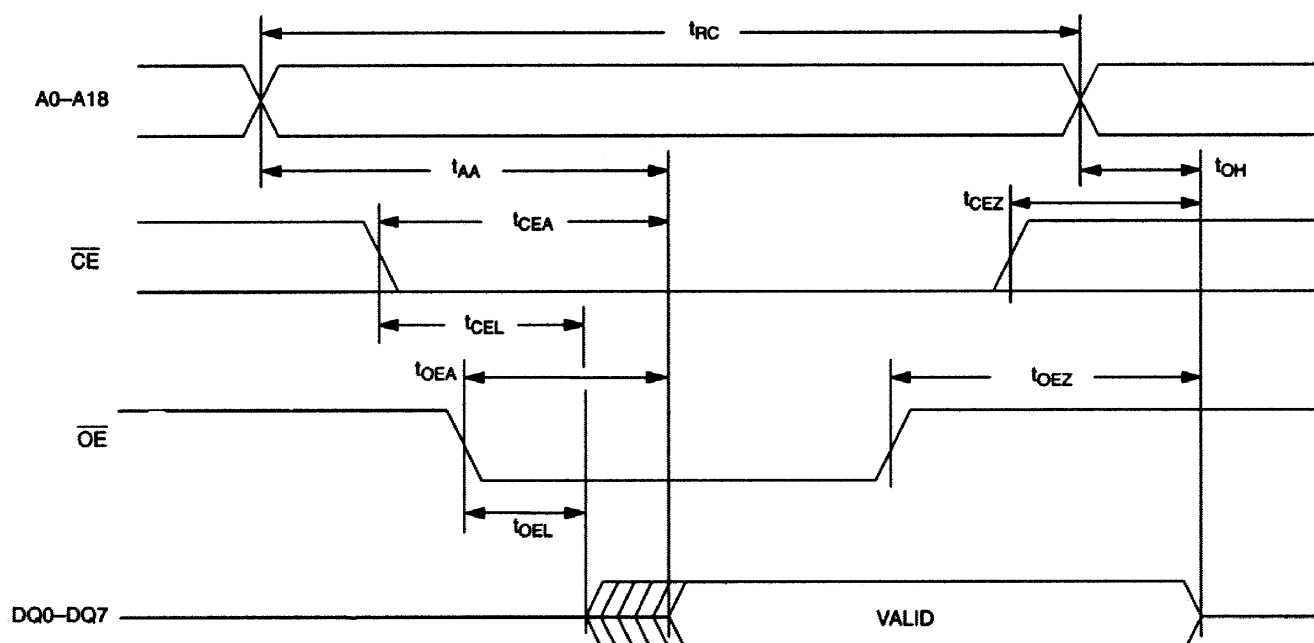 tRC
A0–A18
tAA
tOH
tCEZ
tCEA
CE
tCEL
tOEA
tOEZ
OE
tOEL
DQ0–DQ7
VALID